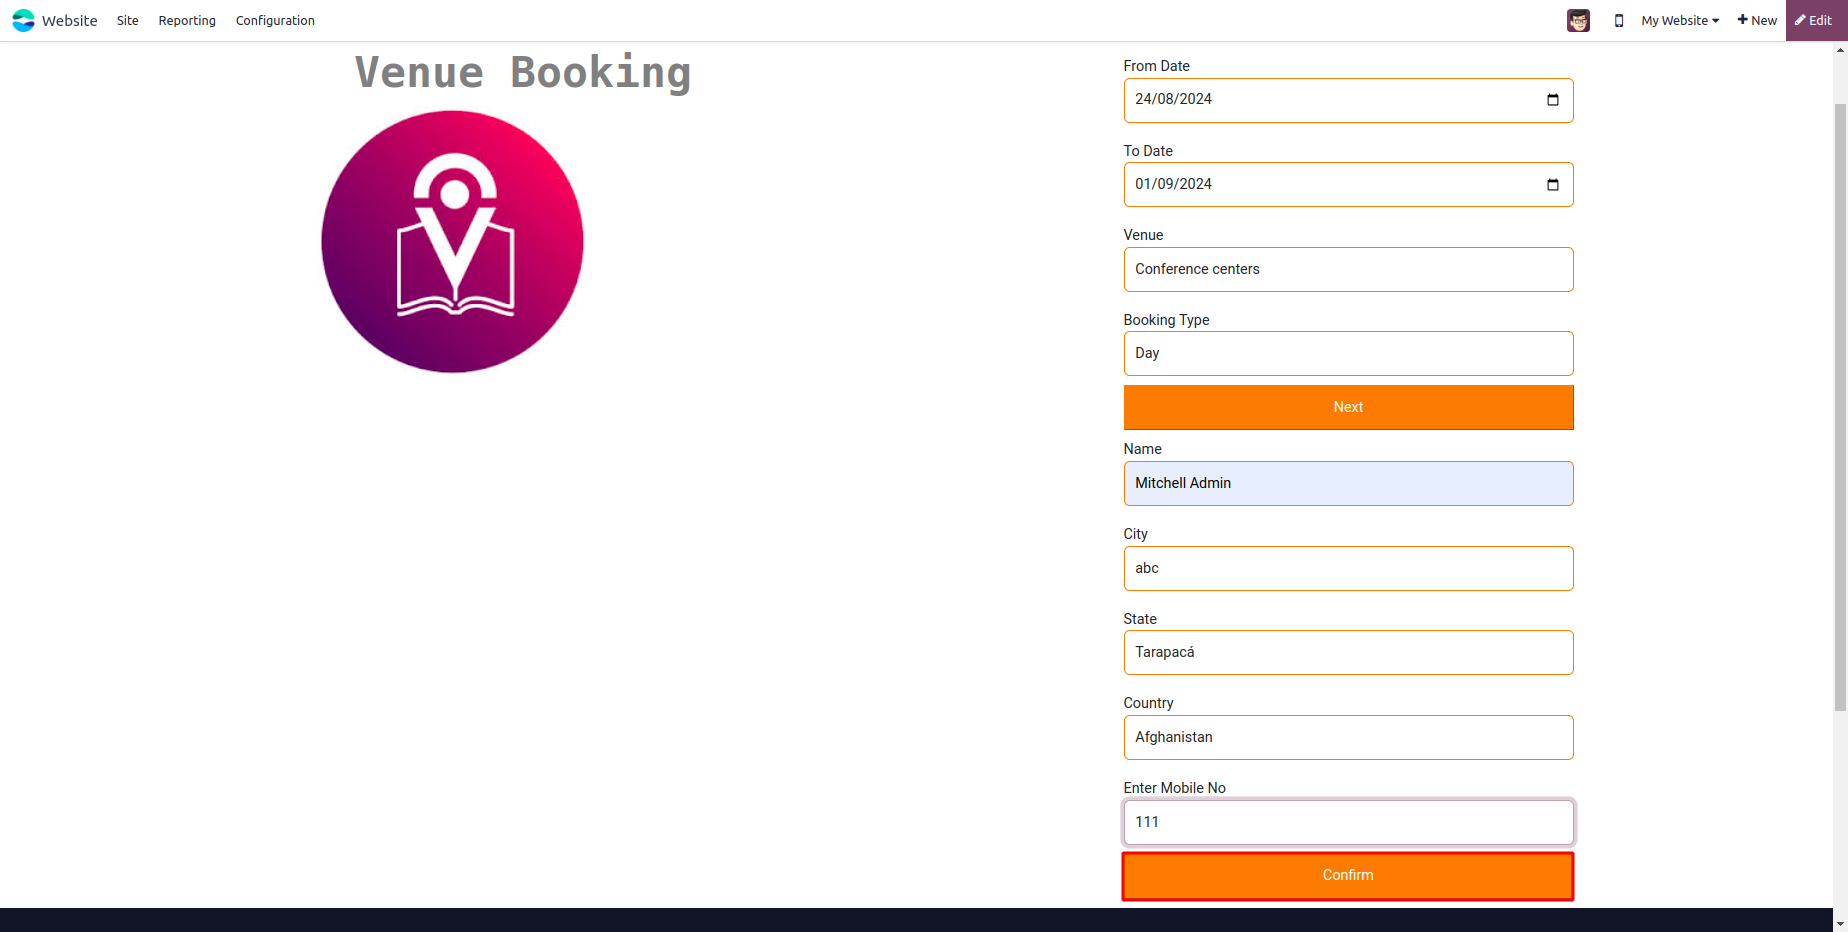 Website Site Reporting Configuration My Website + New Edit
Venue Booking
From Date
24/08/2024
To Date
01/09/2024
Venue
Conference centers
Booking Type
Day
Next
Name
Mitchell Admin
City
abc
State
Tarapacá
Country
Afghanistan
Enter Mobile No
111
Confirm